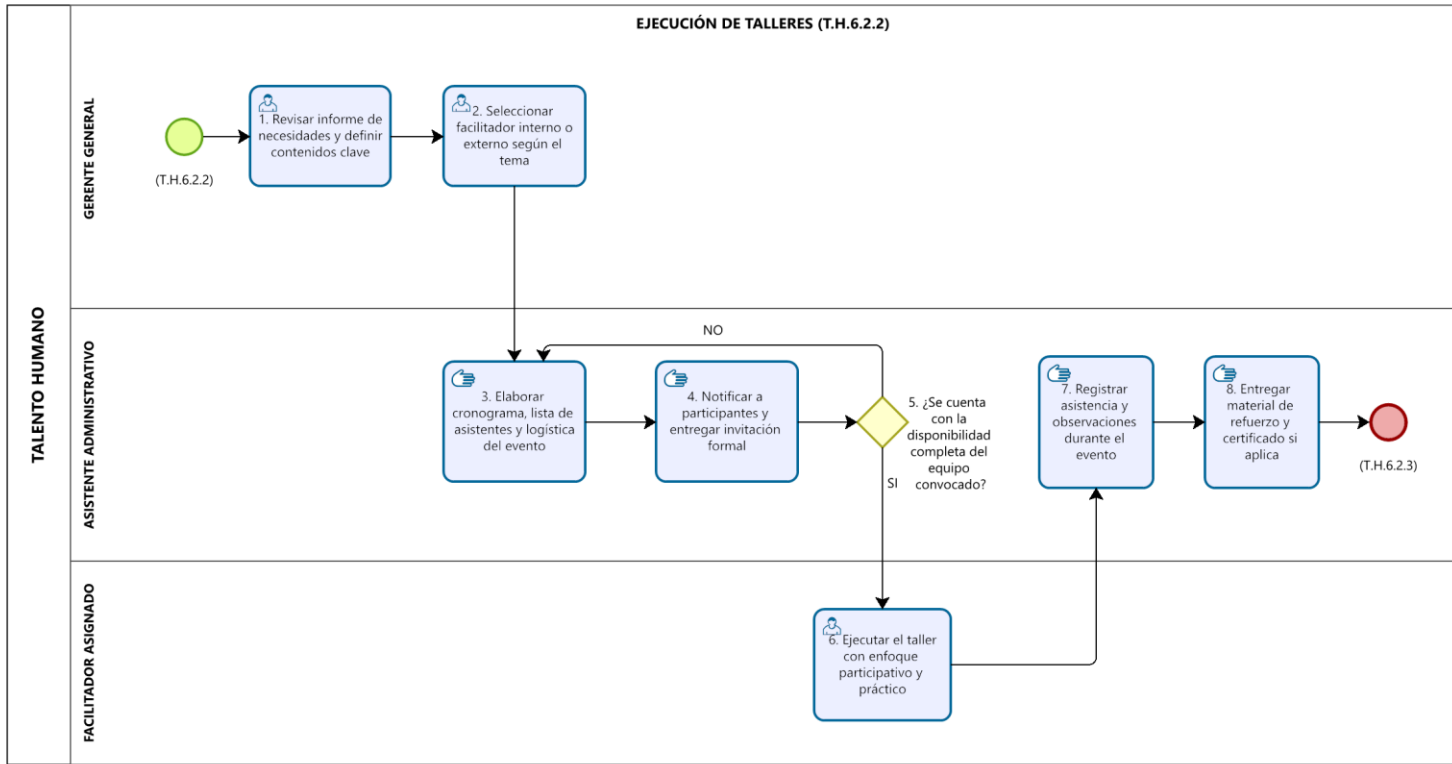 EJECUCIÓN DE TALLERES (T.H.6.2.2)
TALENTO HUMANO
GERENTE GENERAL
(T.H.6.2.2)
1. Revisar informe de
necesidades y definir
contenidos clave
2. Seleccionar
facilitador interno o
externo según el
tema
ASISTENTE ADMINISTRATIVO
3. Elaborar
cronograma, lista de
asistentes y logística
del evento
4. Notificar a
participantes y
entregar invitación
formal
NO
5. ¿Se cuenta
con la
disponibilidad
completa del
equipo
convocado?
SI
7. Registrar
asistencia y
observaciones
durante el
evento
8. Entregar
material de
refuerzo y
certificado si
aplica
(T.H.6.2.3)
FACILITADOR ASIGNADO
6. Ejecutar el taller
con enfoque
participativo y
práctico